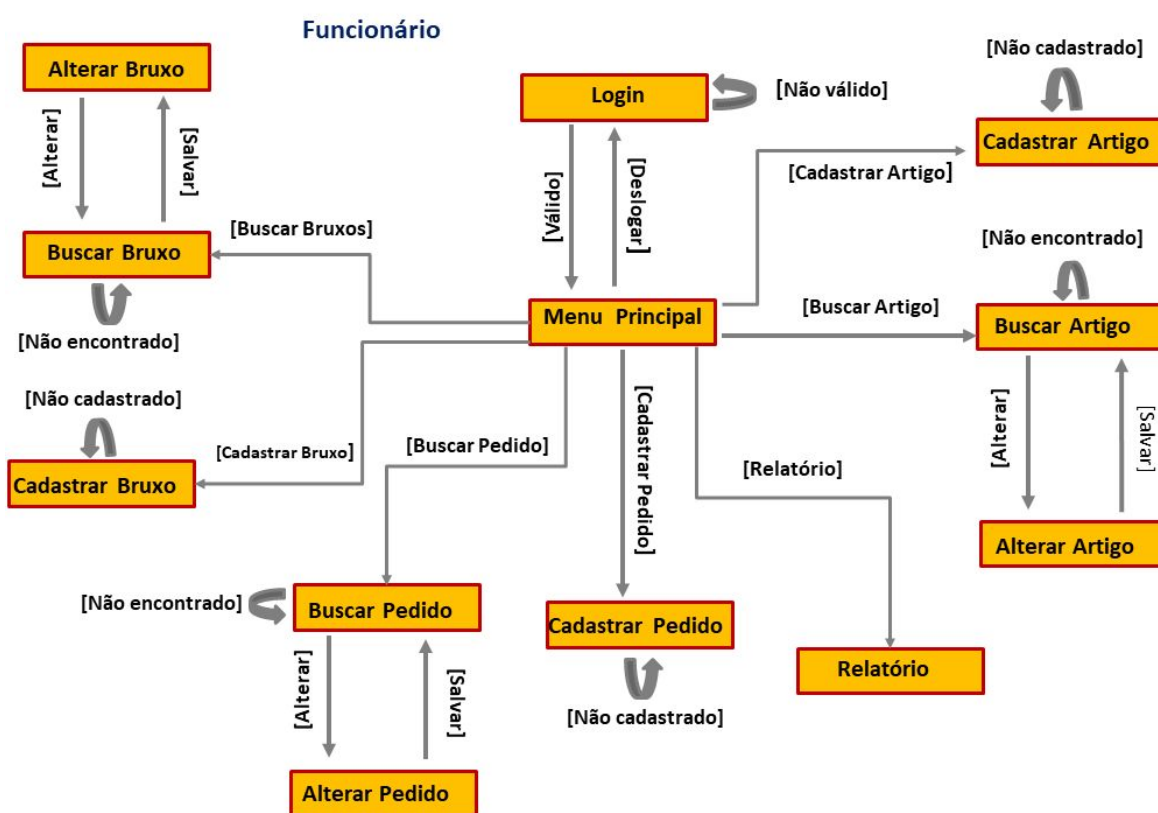 Funcionário
[Não cadastrado]
Alterar Bruxo
Login
[Não válido]
Cadastrar Artigo
[Alterar]
[Salvar]
[Válido]
[Deslogar]
[Cadastrar Artigo]
[Buscar Bruxos]
Buscar Bruxo
[Não encontrado]
[Buscar Artigo]
Menu Principal
Buscar Artigo
[Não encontrado]
[Não cadastrado]
[Cadastrar Pedido]
[Alterar]
[Salvar]
[Buscar Pedido]
[Cadastrar Bruxo]
[Relatório]
Cadastrar Bruxo
Alterar Artigo
[Não encontrado]
Buscar Pedido
Cadastrar Pedido
Relatório
[Alterar]
[Salvar]
[Não cadastrado]
Alterar Pedido